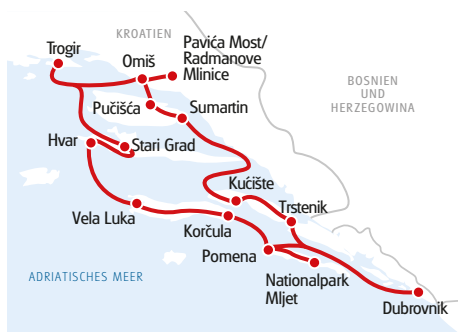 KROATIEN
Trogir
Omiš
Pavića Most/
Radmanove
Mlinice
BOSNIEN
UND
HERZEGOWINA
Pučišća
Sumartin
Hvar
Stari Grad
Kućište
Trstenik
Vela Luka
Korčula
Pomena
ADRIATISCHES MEER
Nationalpark
Mljet
Dubrovnik